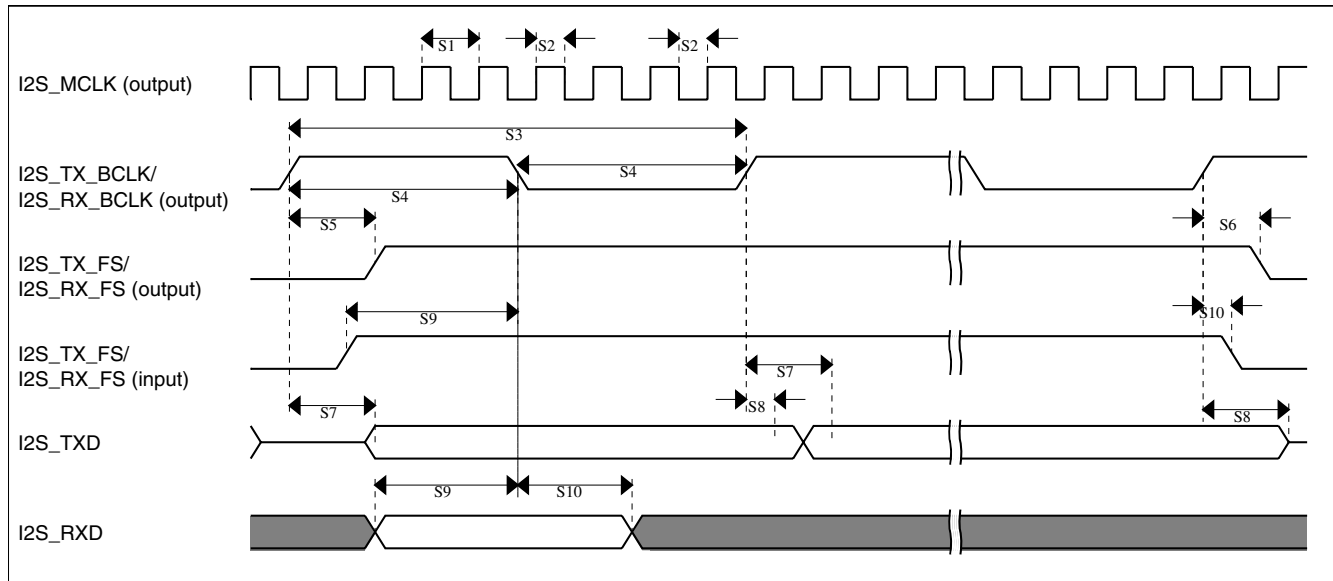 S1 S2 S2
I2S_MCLK (output)
S3
I2S_TX_BCLK/
I2S_RX_BCLK (output)
S4
S4
S5
S6
I2S_TX_FS/
I2S_RX_FS (output)
S9
S10
I2S_TX_FS/
I2S_RX_FS (input)
S7
S7
S8
S8
I2S_TXD
S9 S10
I2S_RXD